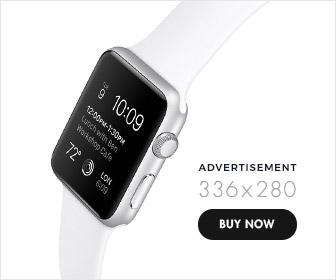 SUN
9
10:09
12:00PM-1:30PM
Lunch with Ben
Workshop Cafe
72°
LON
6:09
ADVERTISEMENT
336x280
BUY NOW